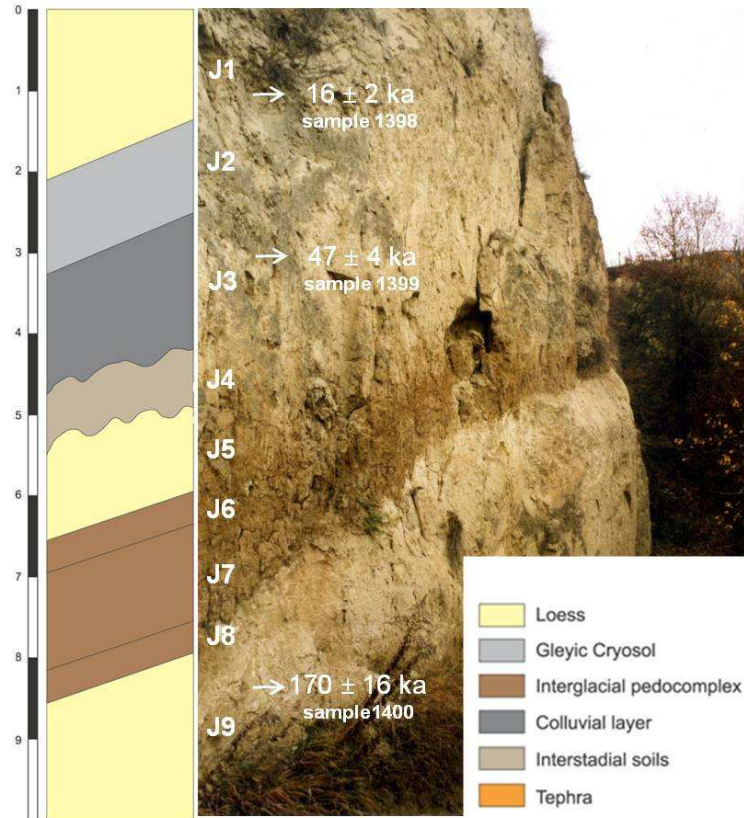 0
1
2
3
4
5
6
7
8
9
J1
→ 16 ± 2 ka
sample 1398
J2
→ 47 ± 4 ka
J3
sample 1399
J4
J5
J6
J7
J8
→ 170 ± 16 ka
sample1400
J9
Loess
Gleyic Cryosol
Interglacial pedocomplex
Colluvial layer
Interstadial soils
Tephra